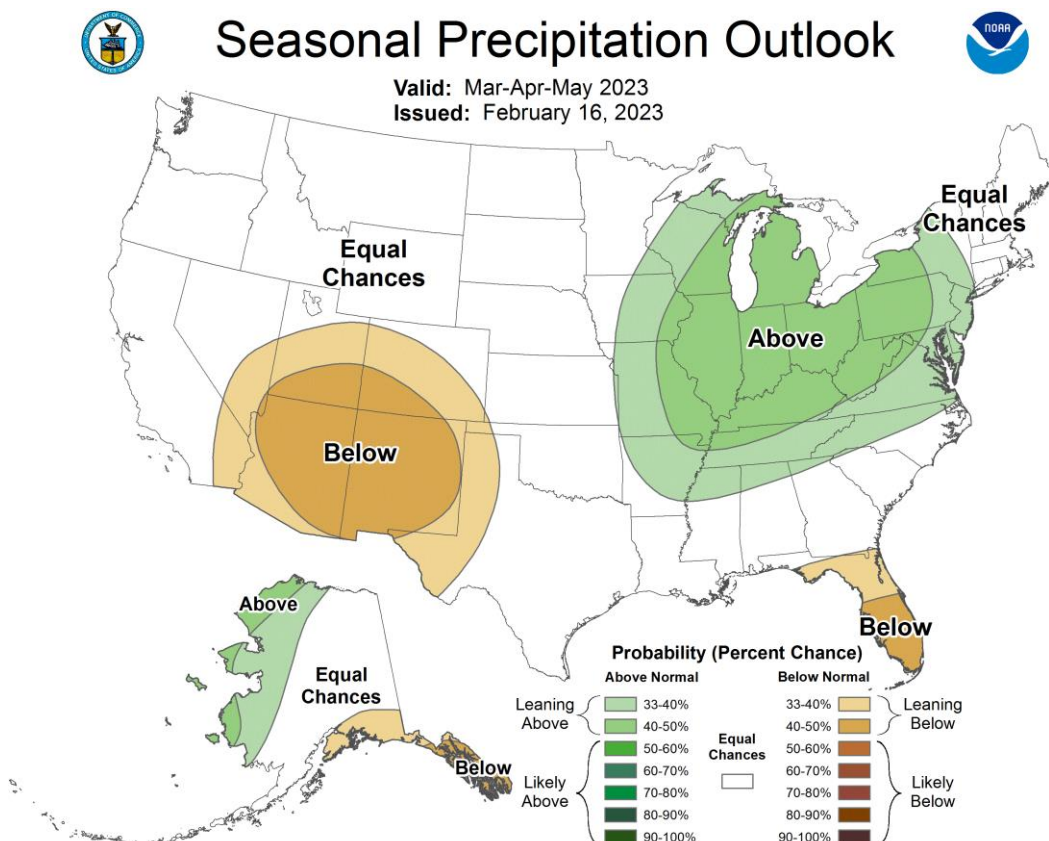 Seasonal Precipitation Outlook
NOAA
Valid: Mar-Apr-May 2023
Issued: February 16, 2023
Equal
Chances
Equal
Chances
Above
Below
Above
Equal
Chances
Below
Below
Probability (Percent Chance)
Above Normal
Below Normal
Leaning
Above
33-40%
40-50%
Likely
Above
50-60%
60-70%
70-80%
80-90%
90-100%
Equal
Chances
33-40%
40-50%
Leaning
Below
50-60%
60-70%
70-80%
80-90%
90-100%
Likely
Below